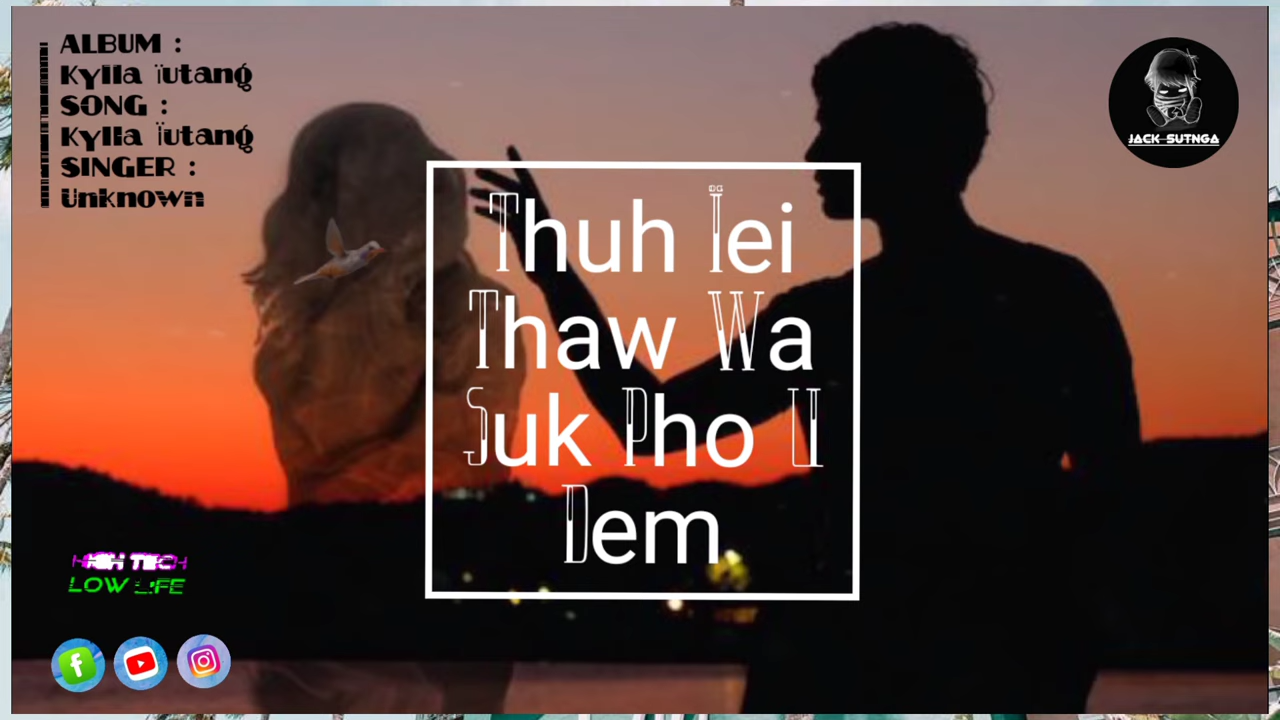 ALBUM :
Kylla ïutang
SONG :
Kylla Ïutang
SINGER :
Unknown
JACK SUTNGA
Thuh Ïei
Thaw Wa
Suk Pho U
Dem
HIGH TECH
LOW LIFE